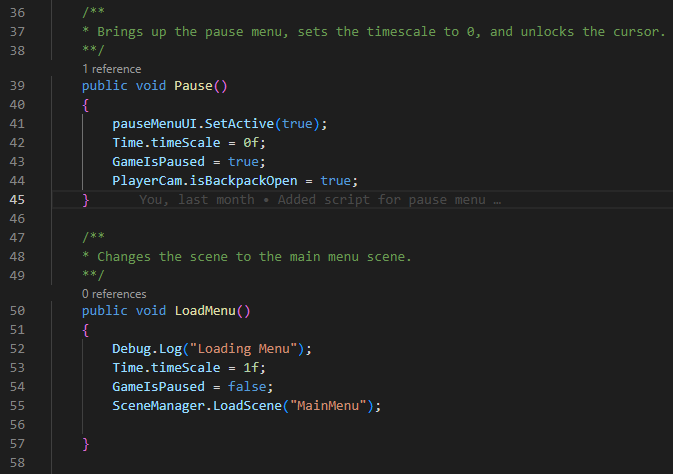 36 /**
37 * Brings up the pause menu, sets the timescale to 0, and unlocks the cursor.
38 **/
1 reference
39 public void Pause()
40 {
41 pauseMenuUI.SetActive(true);
42 Time.timeScale = 0f;
43 GameIsPaused = true;
44 PlayerCam.isBackpackOpen = true;
45 } You, last month • Added script for pause menu …
46
47 /**
48 * Changes the scene to the main menu scene.
49 **/
0 references
50 public void LoadMenu()
51 {
52 Debug.Log("Loading Menu");
53 Time.timeScale = 1f;
54 GameIsPaused = false;
55 SceneManager.LoadScene("MainMenu");
56
57 }
58